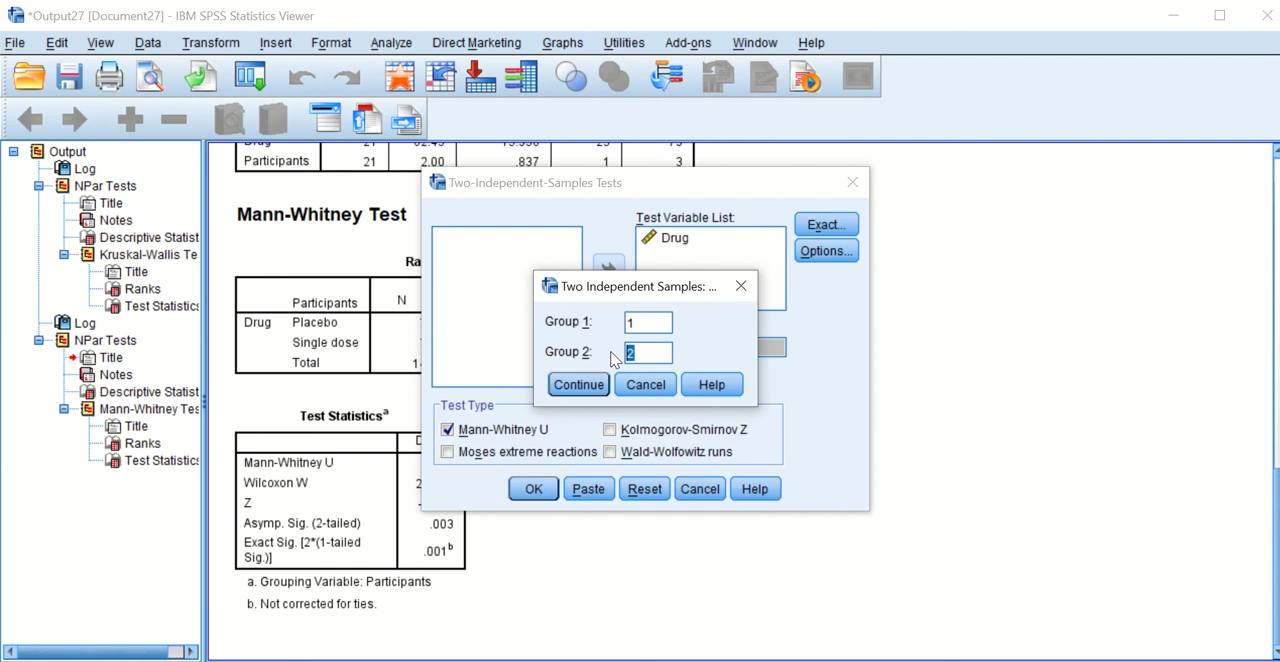 *Output27 [Document27] - IBM SPSS Statistics Viewer
File Edit View Data Transform Insert Format Analyze Direct Marketing Graphs Utilities Add-ons Window Help
Output
Log
NPar Tests
Title
Notes
Descriptive Statist
Kruskal-Wallis Te
Title
Ranks
Test Statistics
Log
NPar Tests
Title
Notes
Descriptive Statist
Mann-Whitney Tes
Title
Ranks
Test Statistics
Participants 21 2.00 .837 1 3
Mann-Whitney Test
Ra
Participants N
Drug Placebo
Single dose
Total 1
Test Statisticsa
Mann-Whitney U
Wilcoxon W 2
Z
Asymp. Sig. (2-tailed) .003
Exact Sig. [2*(1-tailed Sig.)] .001b
a. Grouping Variable: Participants
b. Not corrected for ties.
Two-Independent-Samples Tests
Test Variable List:
Drug
Exact...
Options...
Two Independent Samples: ...
Group 1: 1
Group 2: 2
Continue Cancel Help
Test Type
Mann-Whitney U Kolmogorov-Smirnov Z
Moses extreme reactions Wald-Wolfowitz runs
OK Paste Reset Cancel Help